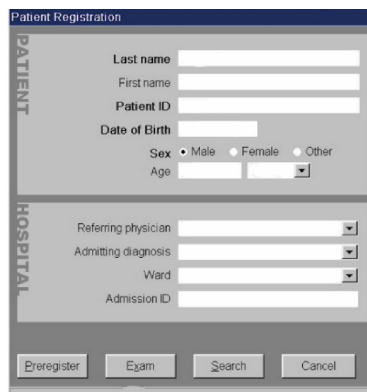 Patient Registration
PATIENT
Last name
First name
Patient ID
Date of Birth
Sex Male Female Other
Age
HOSPITAL
Referring physician
Admitting diagnosis
Ward
Admission ID
Preregister Exam Search Cancel